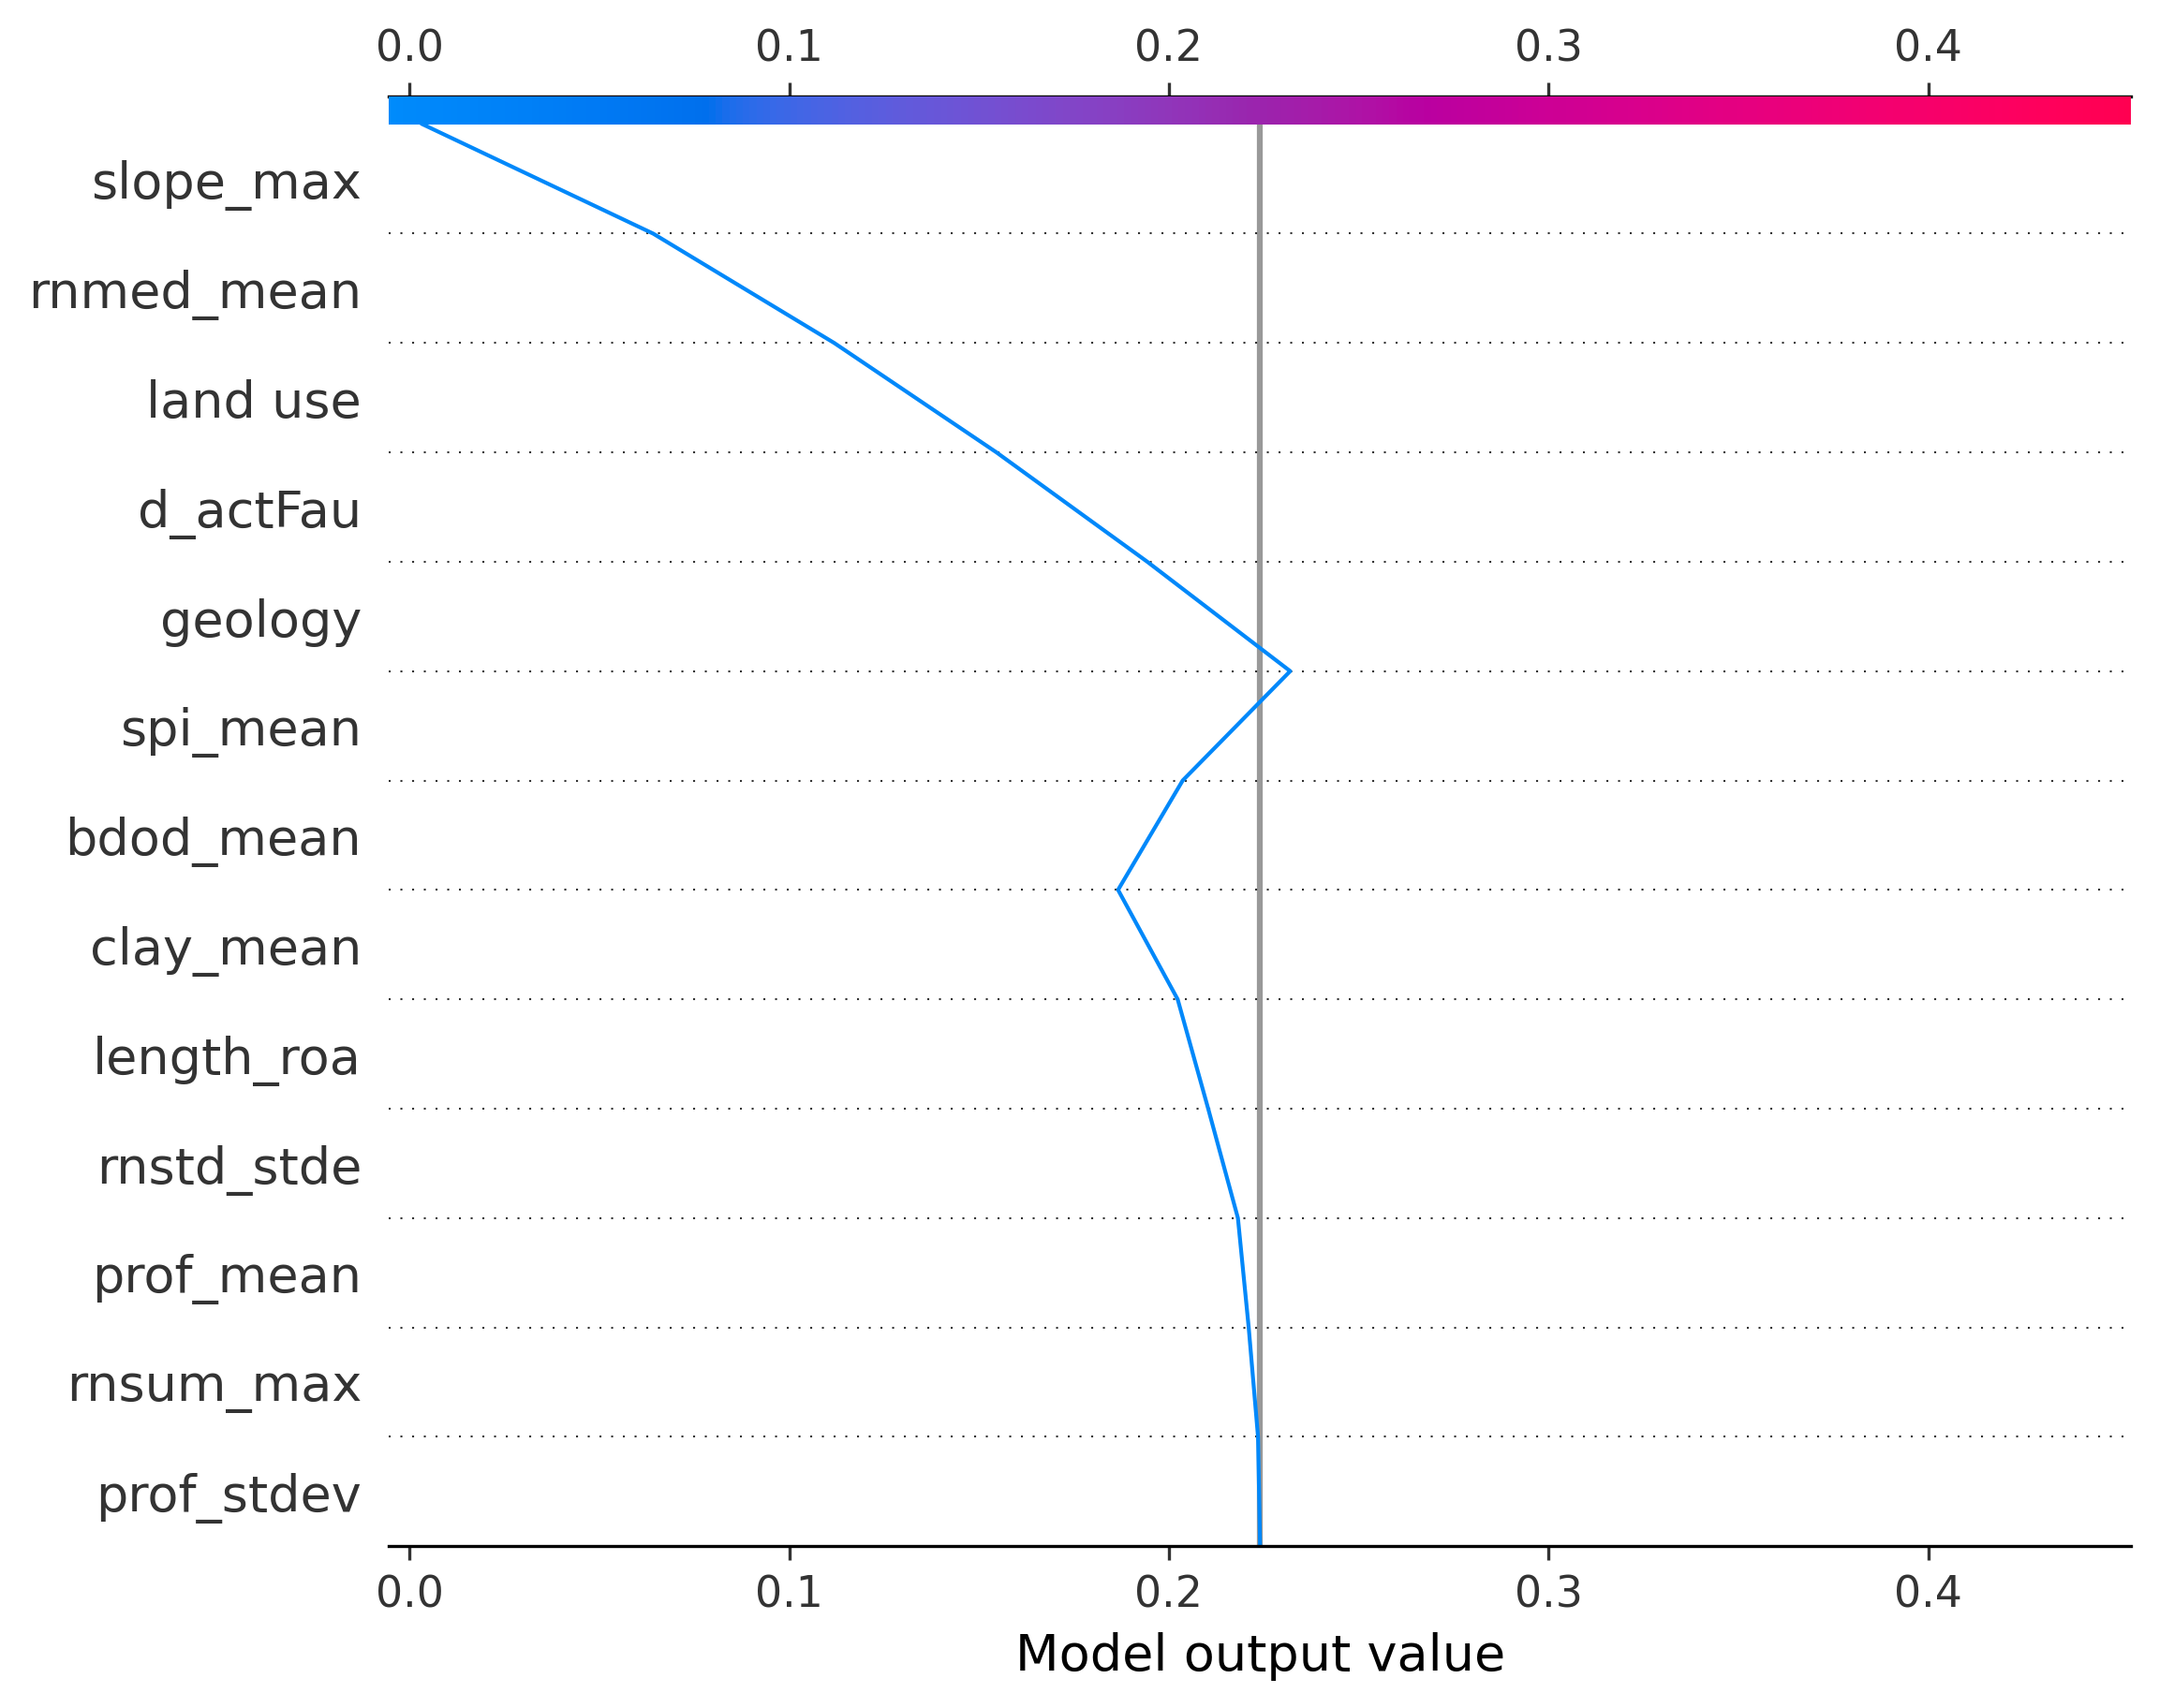 0.0 0.1 0.2 0.3 0.4
slope_max
rnmed_mean
land use
d_actFau
geology
spi_mean
bdod_mean
clay_mean
length_roa
rnstd_stde
prof_mean
rnsum_max
prof_stdev
0.0 0.1 0.2 0.3 0.4
Model output value